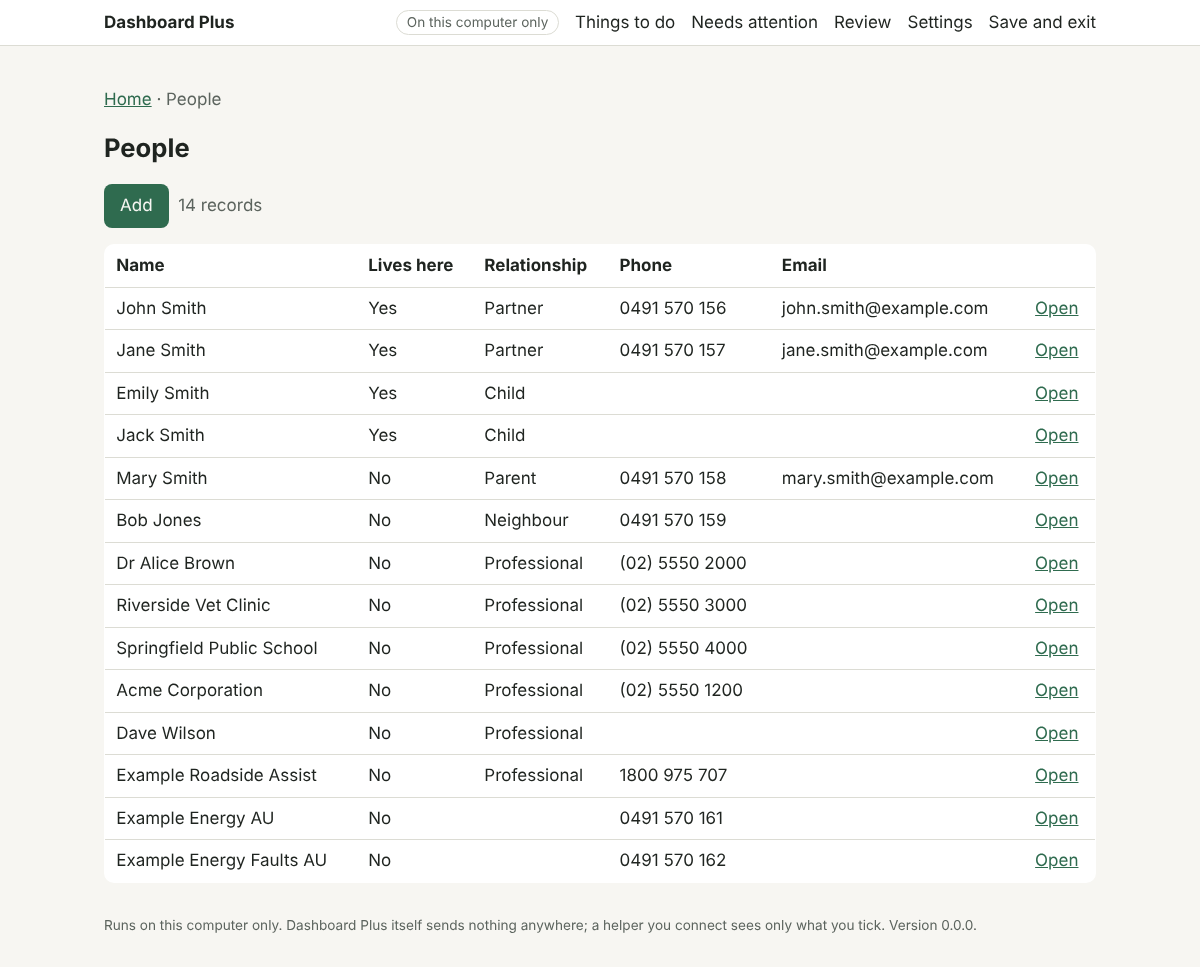 Dashboard Plus On this computer only Things to do Needs attention Review Settings Save and exit
Home · People
People
Add 14 records
Name Lives here Relationship Phone Email
John Smith Yes Partner 0491 570 156 john.smith@example.com Open
Jane Smith Yes Partner 0491 570 157 jane.smith@example.com Open
Emily Smith Yes Child Open
Jack Smith Yes Child Open
Mary Smith No Parent 0491 570 158 mary.smith@example.com Open
Bob Jones No Neighbour 0491 570 159 Open
Dr Alice Brown No Professional (02) 5550 2000 Open
Riverside Vet Clinic No Professional (02) 5550 3000 Open
Springfield Public School No Professional (02) 5550 4000 Open
Acme Corporation No Professional (02) 5550 1200 Open
Dave Wilson No Professional Open
Example Roadside Assist No Professional 1800 975 707 Open
Example Energy AU No 0491 570 161 Open
Example Energy Faults AU No 0491 570 162 Open
Runs on this computer only. Dashboard Plus itself sends nothing anywhere; a helper you connect sees only what you tick. Version 0.0.0.